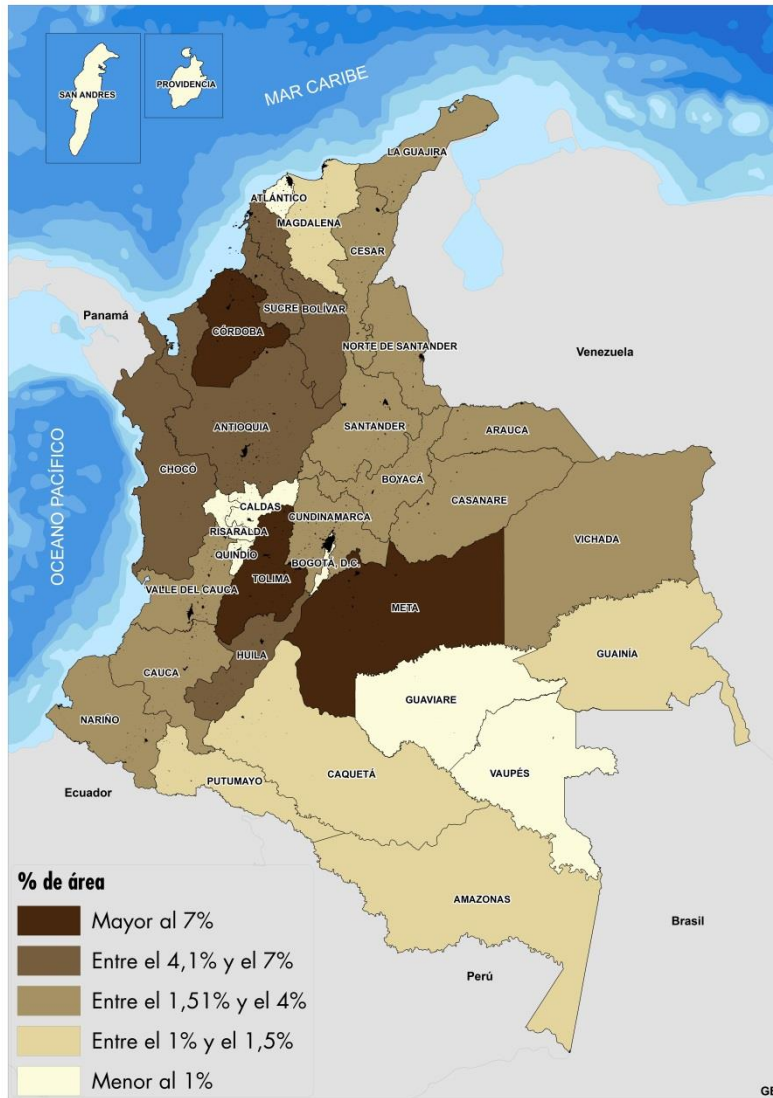 SAN ANDRES
PROVIDENCIA
MAR CARIBE
LA GUAJIRA
ATLÁNTICO
MAGDALENA
CESAR
Panamá
SUCRE
BOLÍVAR
CÓRDOBA
NORTE DE SANTANDER
Venezuela
ANTIOQUIA
SANTANDER
ARAUCA
CHOCÓ
BOYACÁ
CASANARE
OCEANO PACÍFICO
CALDAS
CUNDINAMARCA
RISARALDA
VICHADA
QUINDÍO
BOGOTÁ, D.C.
TOLIMA
VALLE DEL CAUCA
META
HUILA
GUAINÍA
CAUCA
GUAVIARE
NARIÑO
VAUPÉS
CAQUETÁ
PUTUMAYO
Ecuador
AMAZONAS
Brasil
Perú
% de área
Mayor al 7%
Entre el 4,1% y el 7%
Entre el 1,51% y el 4%
Entre el 1% y el 1,5%
Menor al 1%
GE